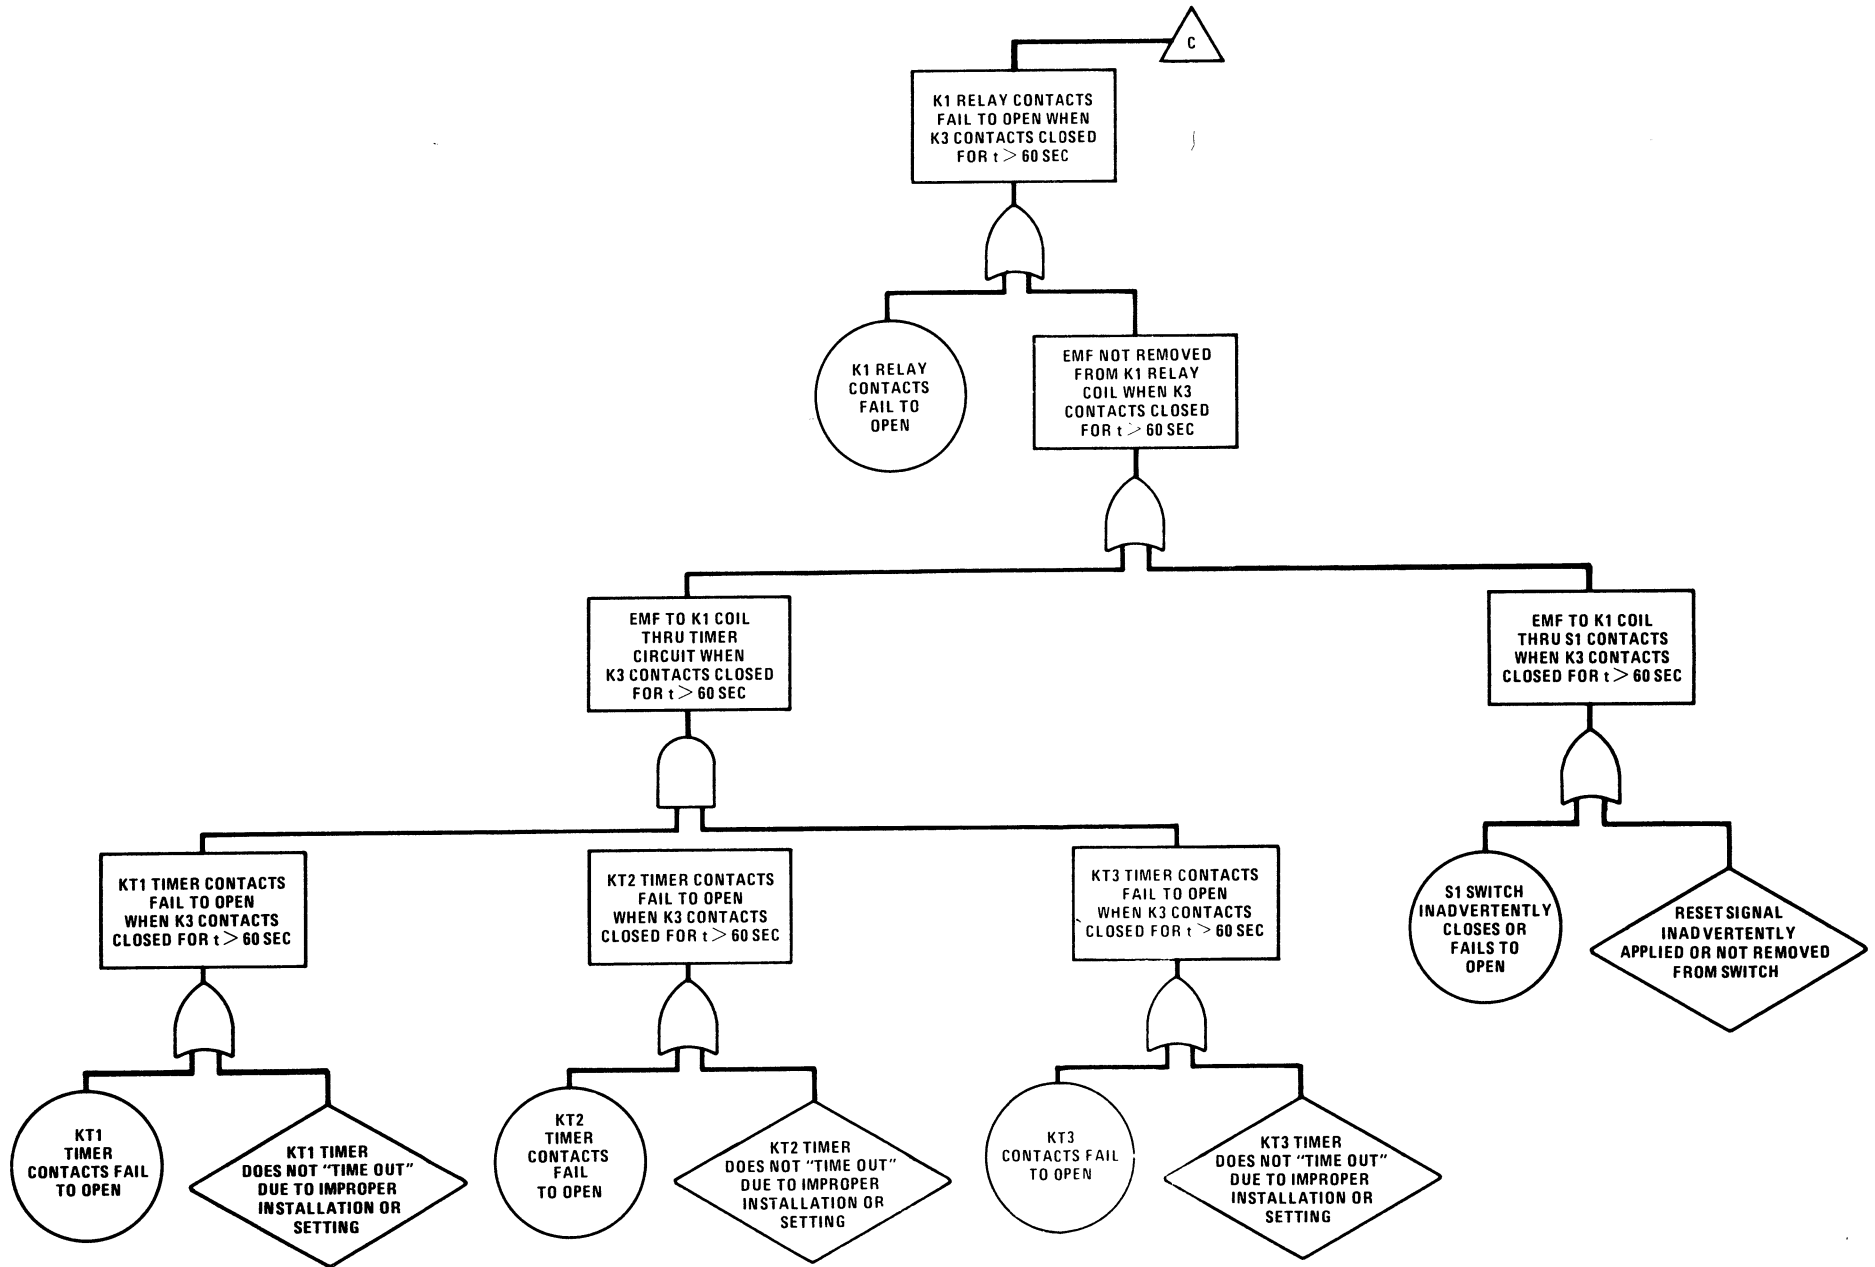 C
K1 RELAY CONTACTS
FAIL TO OPEN WHEN
K3 CONTACTS CLOSED
FOR t > 60 SEC
K1 RELAY
CONTACTS
FAIL TO
OPEN
EMF NOT REMOVED
FROM K1 RELAY
COIL WHEN K3
CONTACTS CLOSED
FOR t > 60 SEC
EMF TO K1 COIL
THRU TIMER
CIRCUIT WHEN
K3 CONTACTS CLOSED
FOR t > 60 SEC
EMF TO K1 COIL
THRU S1 CONTACTS
WHEN K3 CONTACTS
CLOSED FOR t > 60 SEC
KT1 TIMER CONTACTS
FAIL TO OPEN
WHEN K3 CONTACTS
CLOSED FOR t > 60 SEC
KT2 TIMER CONTACTS
FAIL TO OPEN
WHEN K3 CONTACTS
CLOSED FOR t > 60 SEC
KT3 TIMER CONTACTS
FAIL TO OPEN
WHEN K3 CONTACTS
CLOSED FOR t > 60 SEC
S1 SWITCH
INADVERTENTLY
CLOSES OR
FAILS TO
OPEN
RESET SIGNAL
INADVERTENTLY
APPLIED OR NOT REMOVED
FROM SWITCH
KT1
TIMER
CONTACTS FAIL
TO OPEN
KT1 TIMER
DOES NOT “TIME OUT”
DUE TO IMPROPER
INSTALLATION OR
SETTING
KT2
TIMER
CONTACTS
FAIL
TO OPEN
KT2 TIMER
DOES NOT “TIME OUT”
DUE TO IMPROPER
INSTALLATION OR
SETTING
KT3
CONTACTS FAIL
TO OPEN
KT3 TIMER
DOES NOT “TIME OUT”
DUE TO IMPROPER
INSTALLATION OR
SETTING